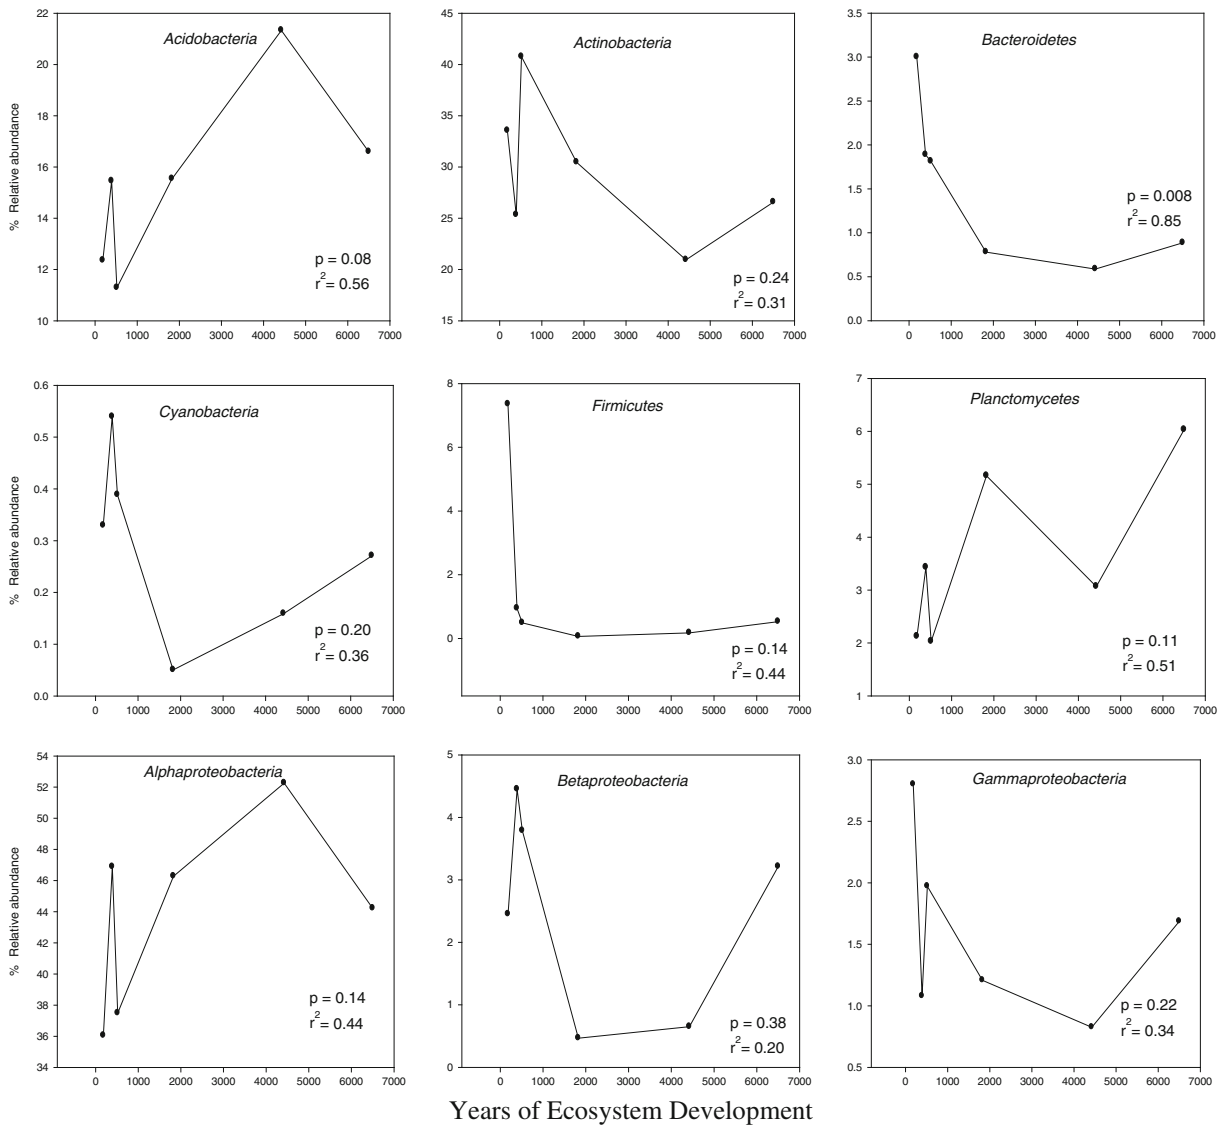 Acidobacteria
% Relative abundance
22
20
18
16
14
12
10
p = 0.08
r2= 0.56
0 1000 2000 3000 4000 5000 6000 7000
Actinobacteria
45
40
35
30
25
20
15
p = 0.24
r2= 0.31
0 1000 2000 3000 4000 5000 6000 7000
Bacteroidetes
3.5
3.0
2.5
2.0
1.5
1.0
0.5
0.0
p = 0.008
r2= 0.85
0 1000 2000 3000 4000 5000 6000 7000
Cyanobacteria
% Relative abundance
0.6
0.5
0.4
0.3
0.2
0.1
0.0
p = 0.20
r2= 0.36
0 1000 2000 3000 4000 5000 6000 7000
Firmicutes
8
6
4
2
0
p = 0.14
r2= 0.44
0 1000 2000 3000 4000 5000 6000 7000
Planctomycetes
7
6
5
4
3
2
1
p = 0.11
r2= 0.51
0 1000 2000 3000 4000 5000 6000 7000
Alphaproteobacteria
% Relative abundance
54
52
50
48
46
44
42
40
38
36
34
p = 0.14
r2= 0.44
0 1000 2000 3000 4000 5000 6000 7000
Betaproteobacteria
5
4
3
2
1
0
p = 0.38
r2= 0.20
0 1000 2000 3000 4000 5000 6000 7000
Gammaproteobacteria
3.0
2.5
2.0
1.5
1.0
0.5
p = 0.22
r2= 0.34
0 1000 2000 3000 4000 5000 6000 7000
Years of Ecosystem Development